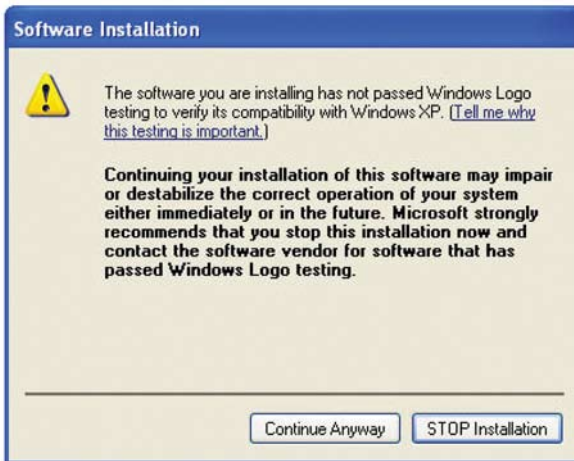 Software Installation
The software you are installing has not passed Windows Logo
testing to verify its compatibility with Windows XP. (Tell me why
this testing is important.)
Continuing your installation of this software may impair
or destabilize the correct operation of your system
either immediately or in the future. Microsoft strongly
recommends that you stop this installation now and
contact the software vendor for software that has
passed Windows Logo testing.
Continue Anyway STOP Installation